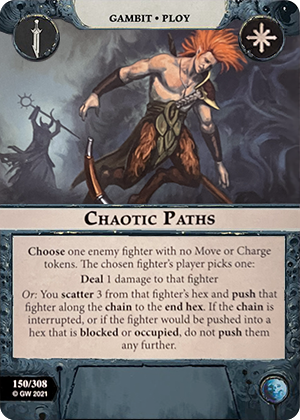 GAMBIT • PLOY
CHAOTIC PATHS
Choose one enemy fighter with no Move or Charge
tokens. The chosen fighter's player picks one:
Deal 1 damage to that fighter
Or: You scatter 3 from that fighter's hex and push that
fighter along the chain to the end hex. If the chain is
interrupted, or if the fighter would be pushed into a
hex that is blocked or occupied, do not push them
any further.
150/308
© GW 2021